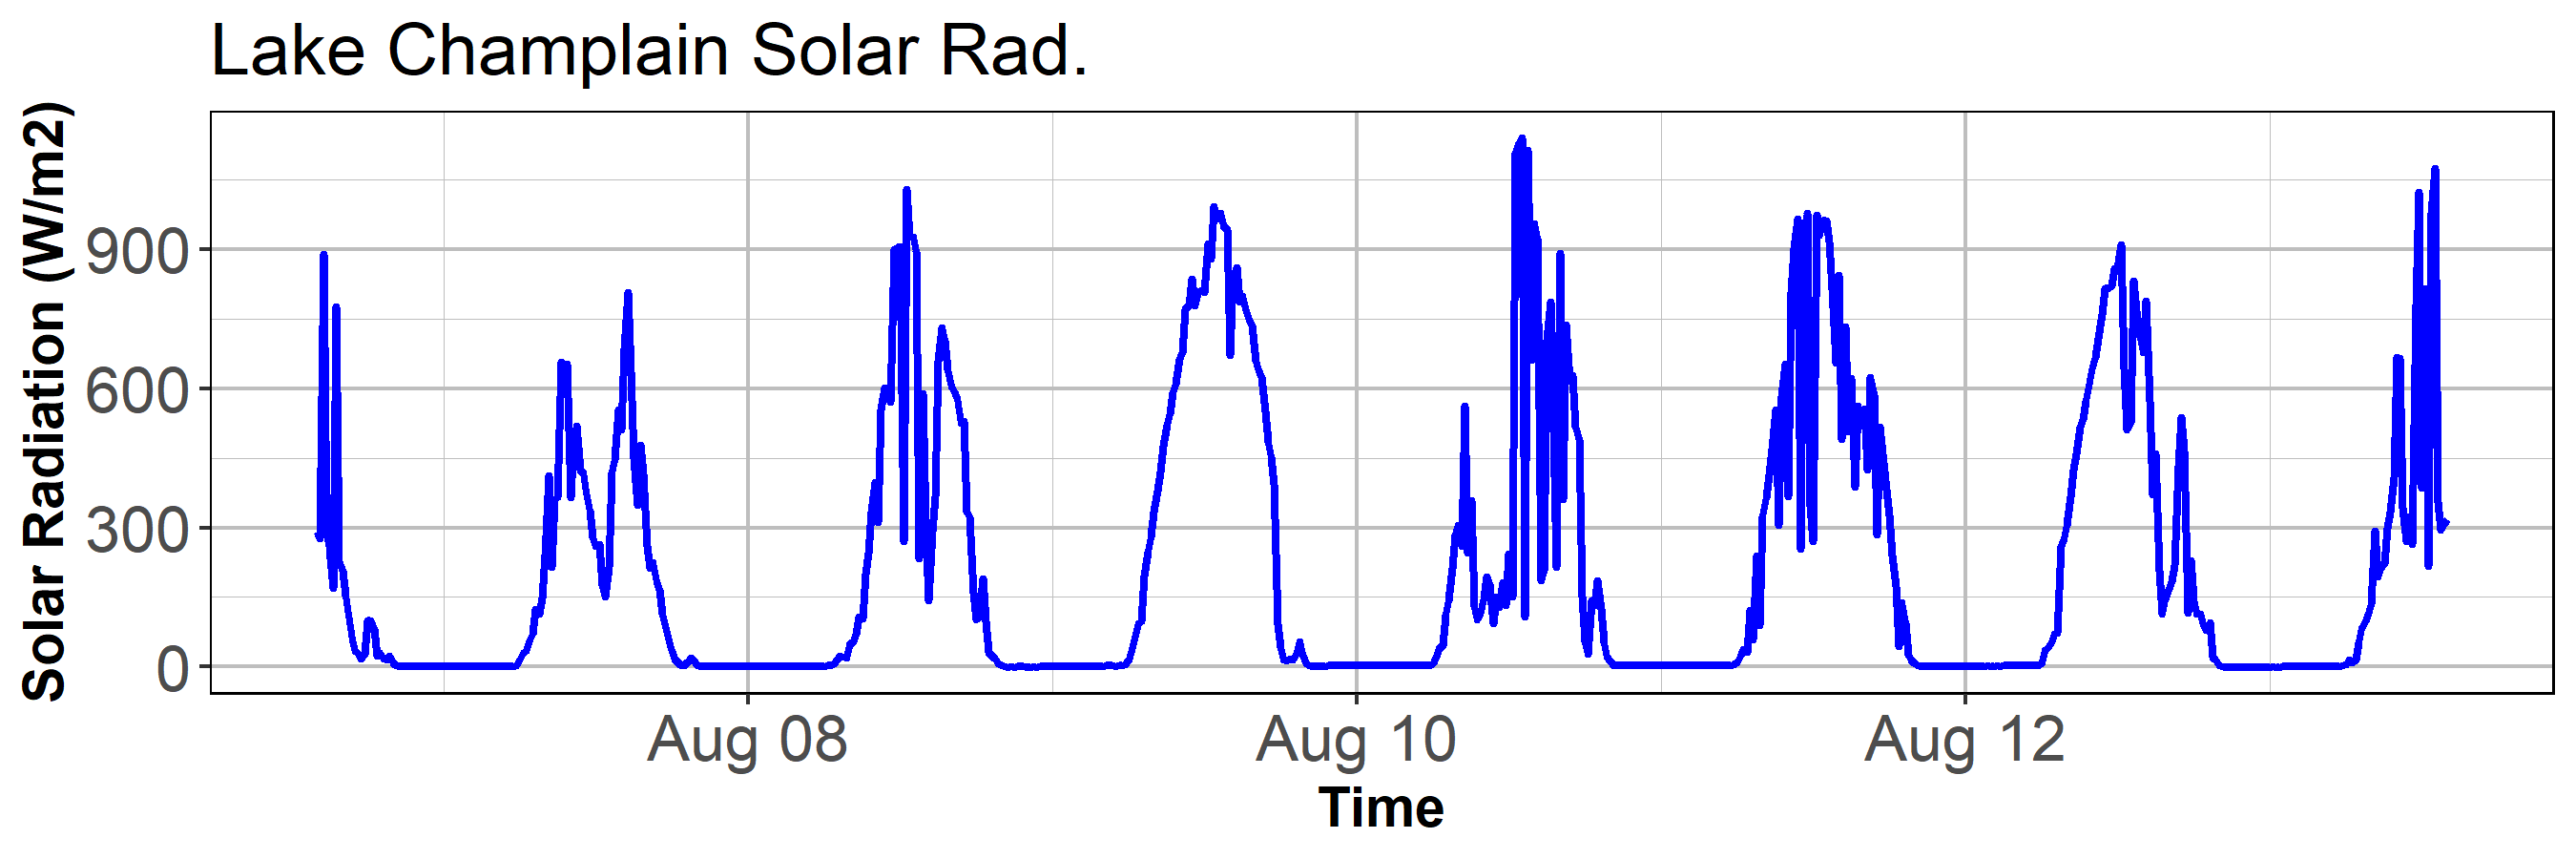 Lake Champlain Solar Rad.
Solar Radiation (W/m2)
900
600
300
0
Aug 08 Aug 10 Aug 12
Time